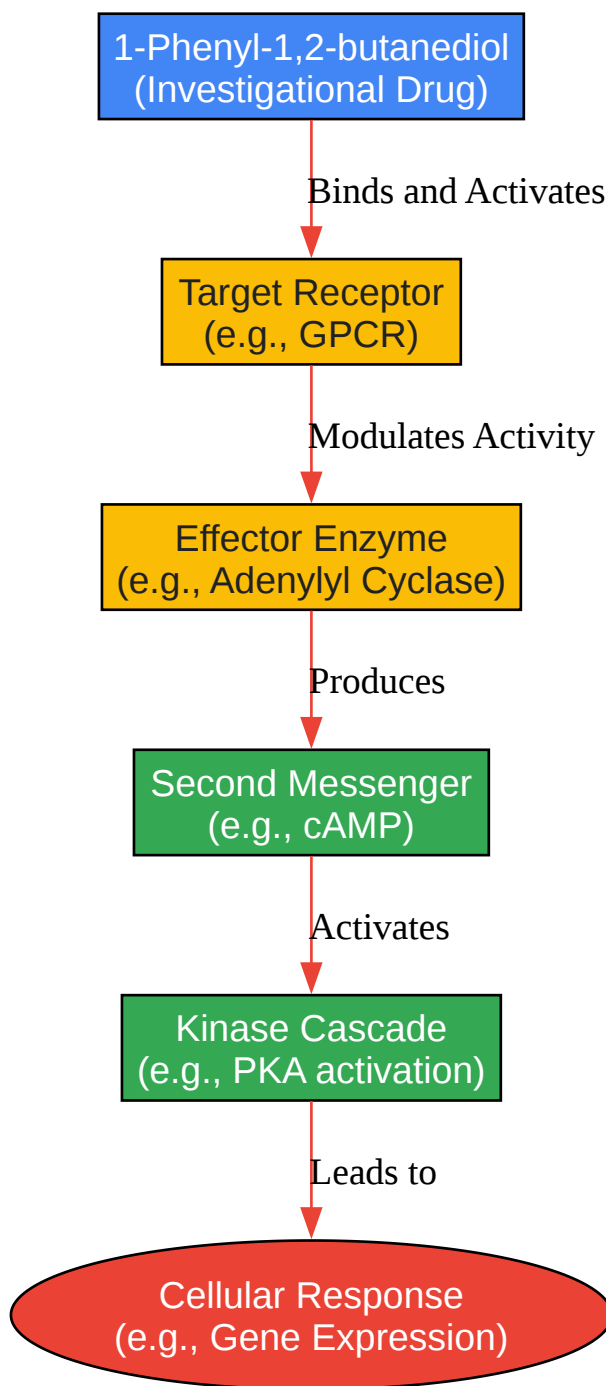 1-Phenyl-1,2-butanediol
(Investigational Drug)
Binds and Activates
Target Receptor
(e.g., GPCR)
Modulates Activity
Effector Enzyme
(e.g., Adenylyl Cyclase)
Produces
Second Messenger
(e.g., cAMP)
Activates
Kinase Cascade
(e.g., PKA activation)
Leads to
Cellular Response
(e.g., Gene Expression)